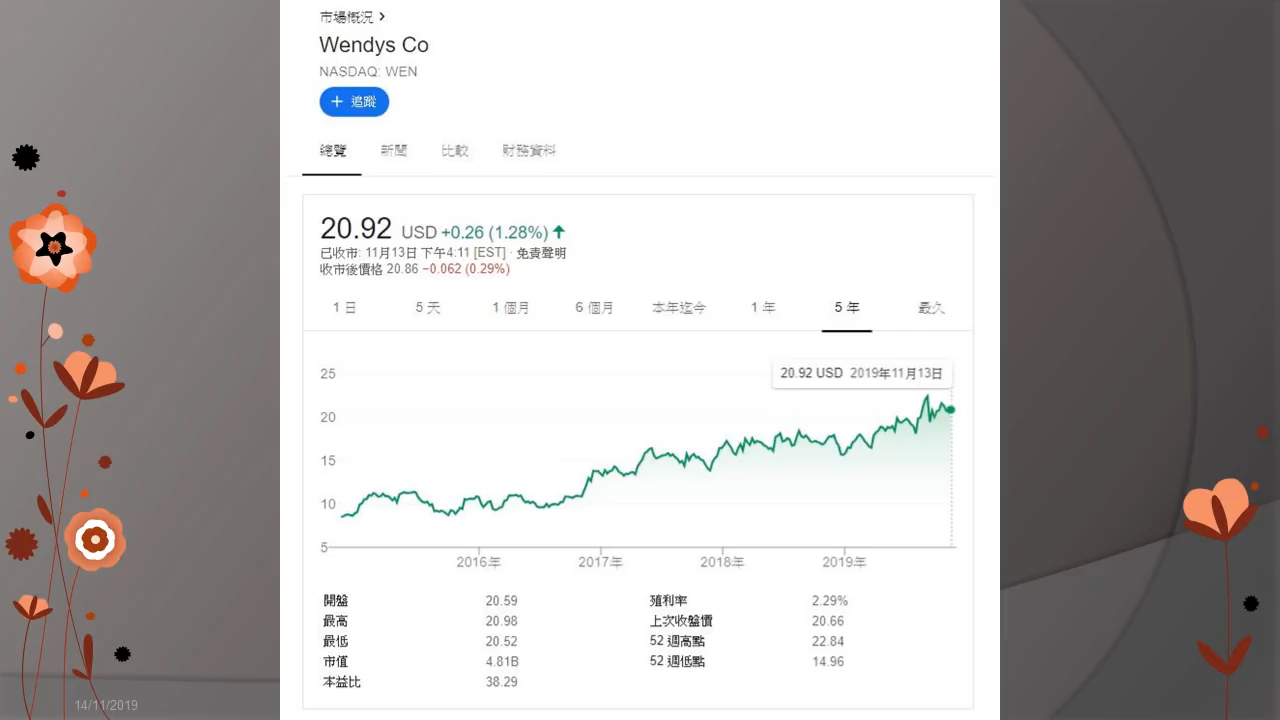 市場概況 >
Wendys Co
NASDAQ: WEN
+ 追蹤
總覽 新聞 比較 財務資料
20.92 USD +0.26 (1.28%)
已收市: 11月13日 下午4:11 [EST] · 免責聲明
收市後價格 20.86 −0.062 (0.29%)
1 日 5 天 1 個月 6 個月 本年迄今 1 年 5 年 最久
20.92 USD 2019年11月13日
25
20
15
10
5
2016年 2017年 2018年 2019年
開盤 20.59 殖利率 2.29%
最高 20.98 上次收盤價 20.66
最低 20.52 52 週高點 22.84
市值 4.81B 52 週低點 14.96
本益比 38.29
14/11/2019